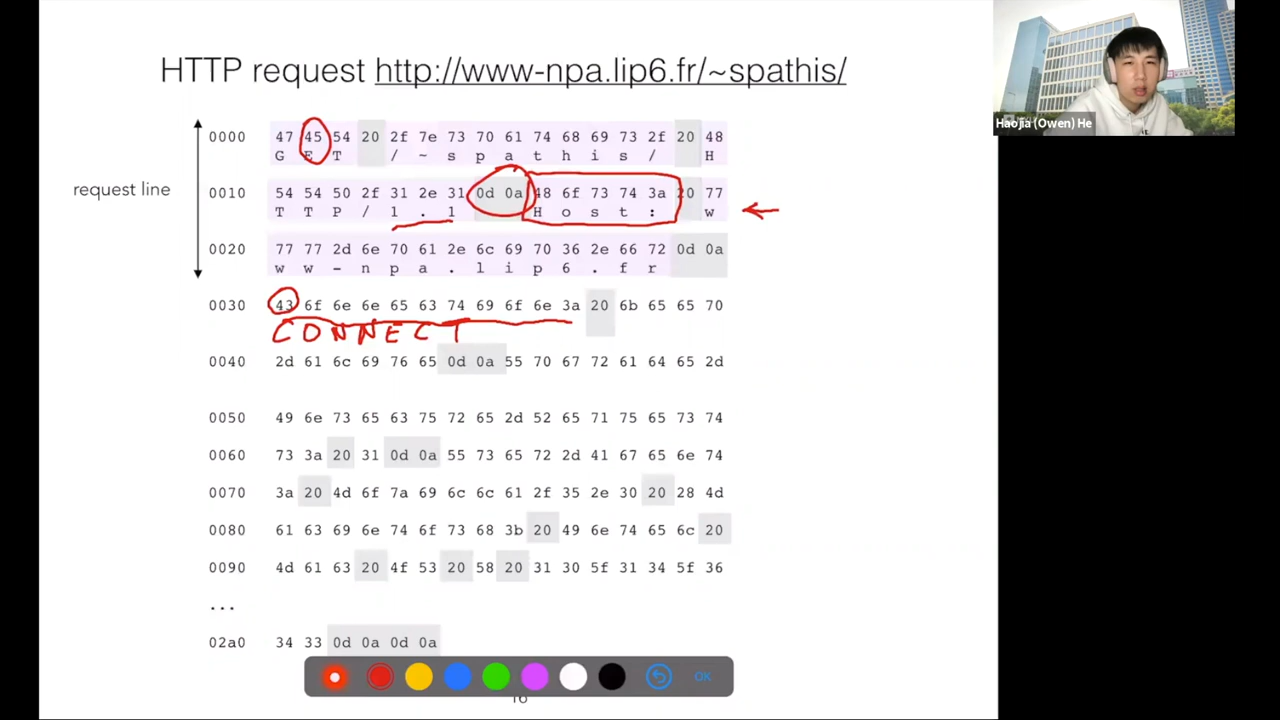 HTTP request http://www-npa.lip6.fr/~spathis/
Haojia (Owen) He
0000 47 45 54 20 2f 7e 73 70 61 74 68 69 73 2f 20 48
G E T / ~ s p a t h i s / H
request line
0010 54 54 50 2f 31 2e 31 0d 0a 48 6f 73 74 3a 20 77
T T P / 1 . 1 H o s t : w
0020 77 77 2d 6e 70 61 2e 6c 69 70 36 2e 66 72 0d 0a
w w - n p a . l i p 6 . f r
0030 43 6f 6e 6e 65 63 74 69 6f 6e 3a 20 6b 65 65 70
CONNECT
0040 2d 61 6c 69 76 65 0d 0a 55 70 67 72 61 64 65 2d
0050 49 6e 73 65 63 75 72 65 2d 52 65 71 75 65 73 74
0060 73 3a 20 31 0d 0a 55 73 65 72 2d 41 67 65 6e 74
0070 3a 20 4d 6f 7a 69 6c 6c 61 2f 35 2e 30 20 28 4d
0080 61 63 69 6e 74 6f 73 68 3b 20 49 6e 74 65 6c 20
0090 4d 61 63 20 4f 53 20 58 20 31 30 5f 31 34 5f 36
...
02a0 34 33 0d 0a 0d 0a
OK